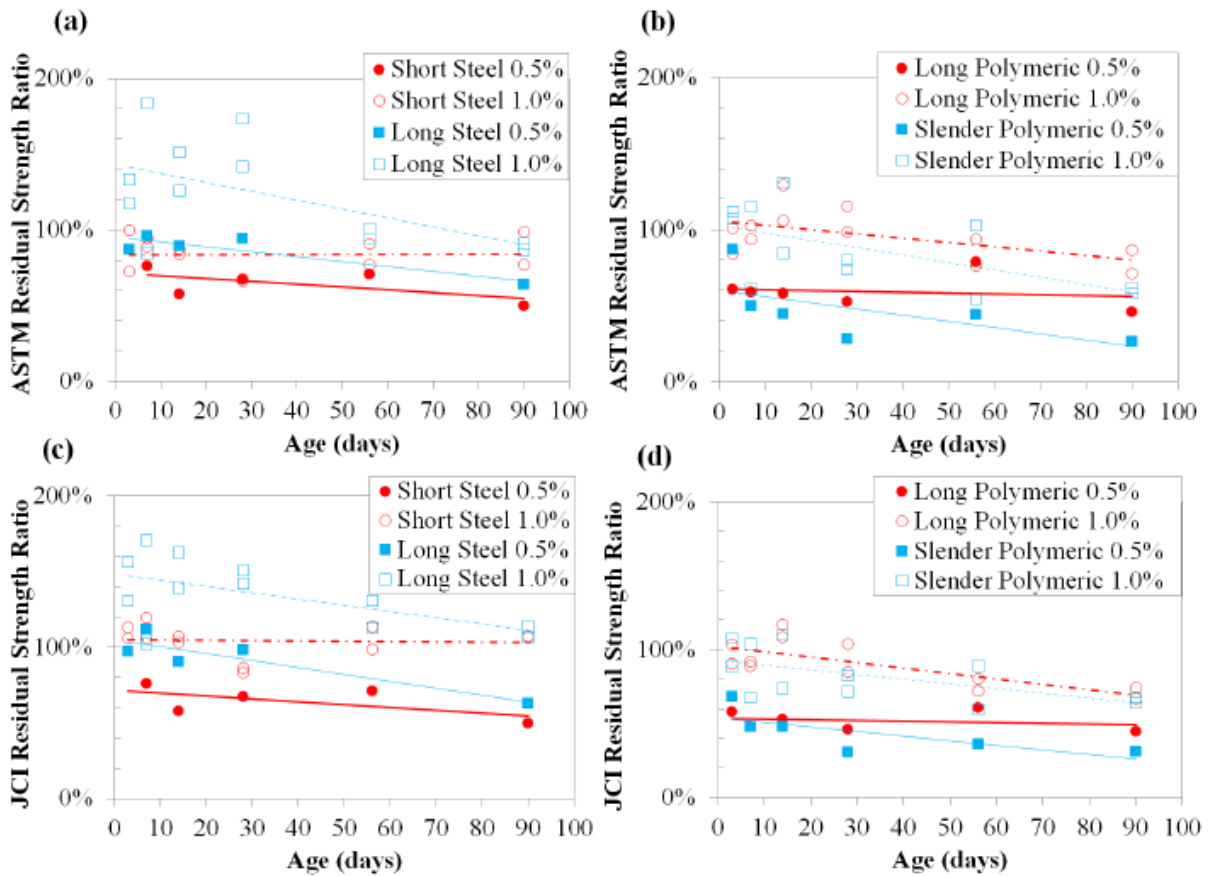 (a)
ASTM Residual Strength Ratio
200%
100%
0%
Short Steel 0.5%
Short Steel 1.0%
Long Steel 0.5%
Long Steel 1.0%
0 10 20 30 40 50 60 70 80 90 100
Age (days)
(b)
ASTM Residual Strength Ratio
200%
100%
0%
Long Polymeric 0.5%
Long Polymeric 1.0%
Slender Polymeric 0.5%
Slender Polymeric 1.0%
0 10 20 30 40 50 60 70 80 90 100
Age (days)
(c)
JCI Residual Strength Ratio
200%
100%
0%
Short Steel 0.5%
Short Steel 1.0%
Long Steel 0.5%
Long Steel 1.0%
0 10 20 30 40 50 60 70 80 90 100
Age (days)
(d)
JCI Residual Strength Ratio
200%
100%
0%
Long Polymeric 0.5%
Long Polymeric 1.0%
Slender Polymeric 0.5%
Slender Polymeric 1.0%
0 10 20 30 40 50 60 70 80 90 100
Age (days)